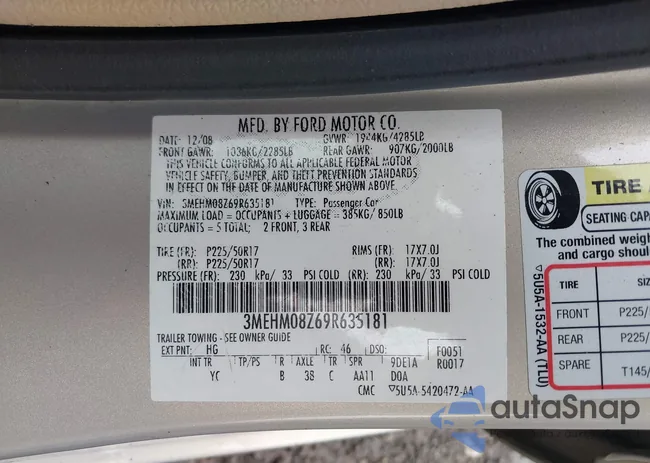 MFD. BY FORD MOTOR CO.
DATE: 12/08 GVWR: 1944KG/4285LB
FRONT GAWR: 1036KG/2285LB REAR GAWR: 907KG/2000LB
THIS VEHICLE CONFORMS TO ALL APPLICABLE FEDERAL MOTOR
VEHICLE SAFETY, BUMPER, AND THEFT PREVENTION STANDARDS
IN EFFECT ON THE DATE OF MANUFACTURE SHOWN ABOVE.
VIN: 3MEHM08Z69R635181 TYPE: Passenger Car
MAXIMUM LOAD = OCCUPANTS + LUGGAGE = 385KG/ 850LB
OCCUPANTS = 5 TOTAL; 2 FRONT, 3 REAR
TIRE (FR): P225/50R17 RIMS (FR): 17X7.0J
(RR): P225/50R17 (RR): 17X7.0J
PRESSURE (FR): 230 kPa/ 33 PSI COLD (RR): 230 kPa/ 33 PSI COLD
3MEHM08Z69R635181
TRAILER TOWING - SEE OWNER GUIDE
EXT PNT: HG RC: 46 DSO: F0051
INT TR TP/PS R AXLE TR SPR 9DE1A R0017
YC B 38 C AA11 DOA
CMC ▽5U5A-5420472-AA
▽5U5A-1532-AA (TLU)
TIRE
SEATING
The combined
and cargo
TIRE
FRONT P225/
REAR P225/
SPARE T145/
autoSnap
www.autosnap.com